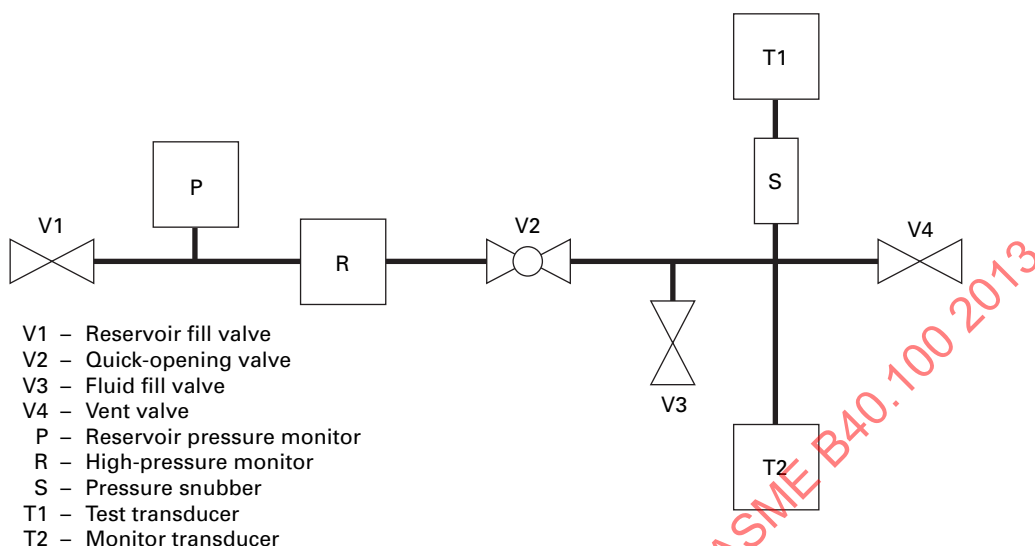 T1
P
S
V1
V2
V4
R
V1 – Reservoir fill valve
V2 – Quick-opening valve
V3 – Fluid fill valve
V4 – Vent valve
P – Reservoir pressure monitor
R – High-pressure monitor
S – Pressure snubber
T1 – Test transducer
T2 – Monitor transducer
V3
T2
ASME B40.100 2013